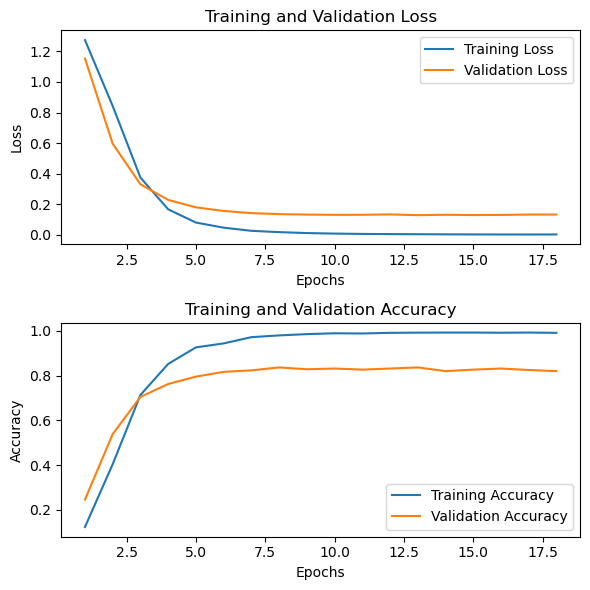 Training and Validation Loss
1.2
1.0
0.8
0.6
0.4
0.2
0.0
Loss
Training Loss
Validation Loss
2.5 5.0 7.5 10.0 12.5 15.0 17.5
Epochs
Training and Validation Accuracy
1.0
0.8
0.6
0.4
0.2
Accuracy
Training Accuracy
Validation Accuracy
2.5 5.0 7.5 10.0 12.5 15.0 17.5
Epochs